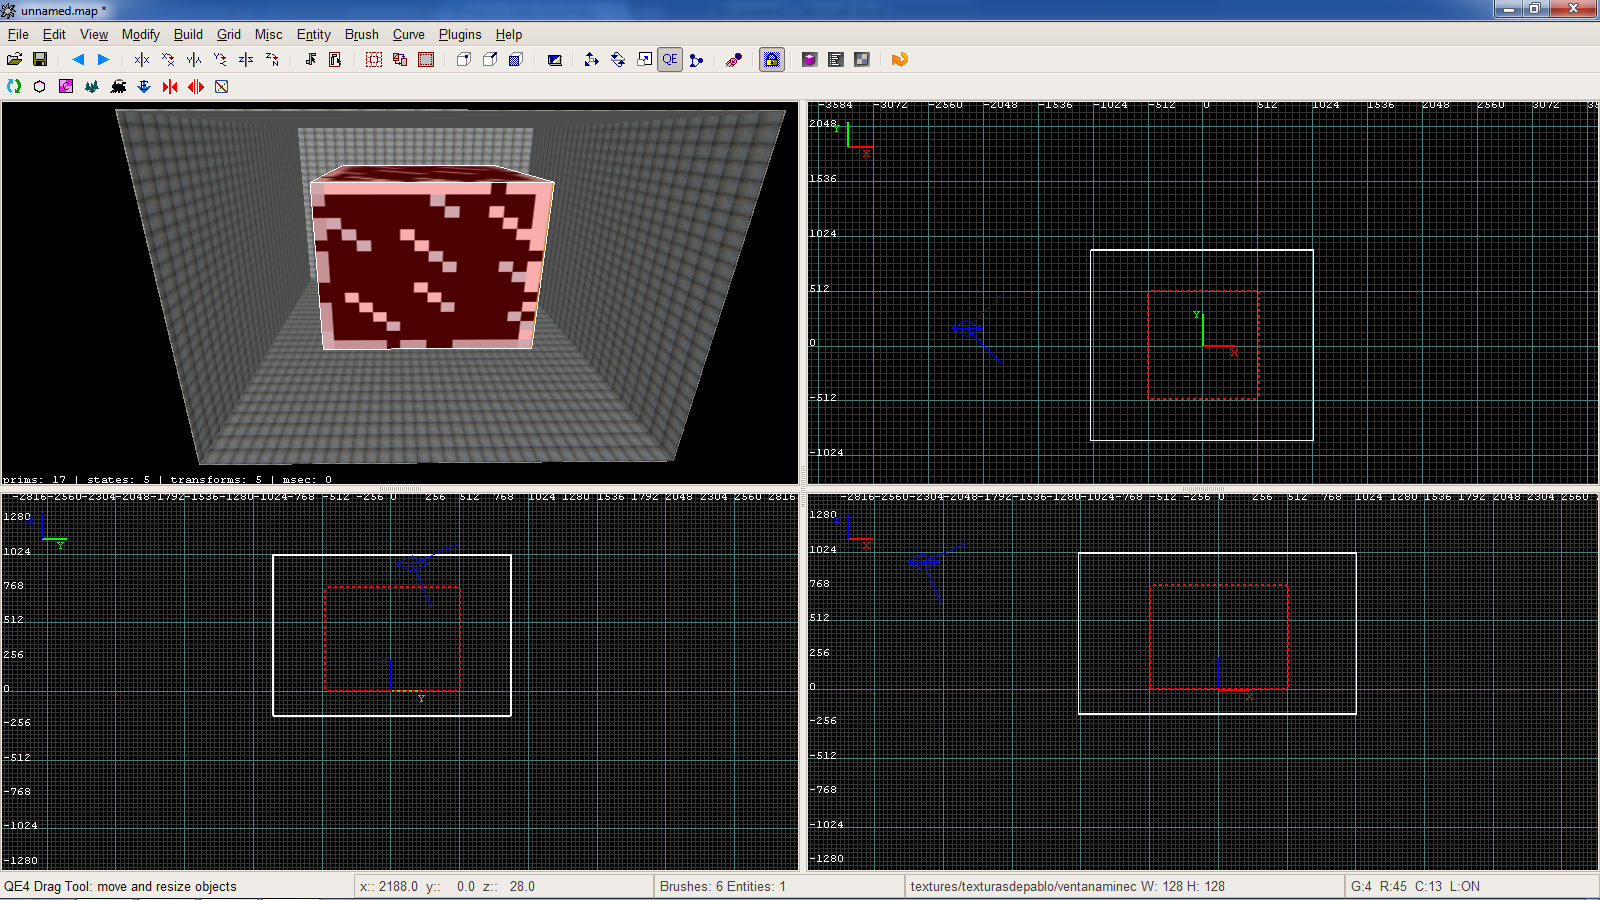 unnamed.map *
File Edit View Modify Build Grid Misc Entity Brush Curve Plugins Help
QE
-3584 -3072 -2560 -2048 -1536 -1024 -512 0 512 1024 1536 2048 2560 3072
2048
Y
X
1536
1024
512
0
-512
-1024
Y
X
prims: 17 | states: 5 | transforms: 5 | msec: 0
-2816-2560-2304-2048-1792-1536-1280-1024-768 -512 -256 0 256 512 768 1024 1280 1536 1792 2048 2304 2560 2816
1280
Y
1024
768
512
256
0
-256
-512
-768
-1024
-1280
Y
-2816-2560-2304-2048-1792-1536-1280-1024-768 -512 -256 0 256 512 768 1024 1280 1536 1792 2048 2304 2560
1280
X
1024
768
512
256
0
-256
-512
-768
-1024
-1280
X
QE4 Drag Tool: move and resize objects
x:: 2188.0 y:: 0.0 z:: 28.0
Brushes: 6 Entities: 1
textures/texturasdepablo/ventanaminec W: 128 H: 128
G:4 R:45 C:13 L:ON